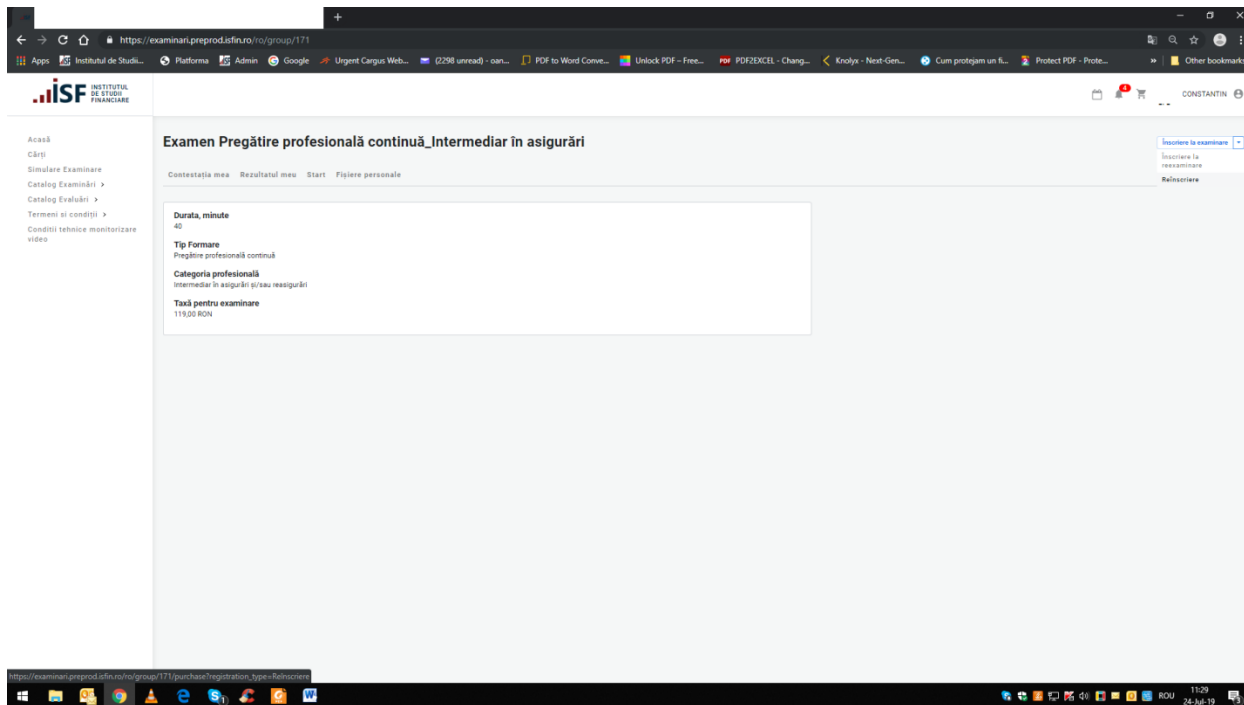 https://examinari.preprod.isfin.ro/ro/group/171
Apps Institutul de Studii... Platforma Admin Google Urgent Cargus Web... (2298 unread) - oan... PDF to Word Conve... Unlock PDF – Free... PDF2EXCEL - Chang... Knolyx - Next-Gen... Cum protejam un fi... Protect PDF - Prote... » Other bookmarks
ISF INSTITUTUL
DE STUDII
FINANCIARE
4
CONSTANTIN
Acasă
Cărți
Simulare Examinare
Catalog Examinări >
Catalog Evaluări >
Termeni si condiții >
Conditii tehnice monitorizare
video
Examen Pregătire profesională continuă_Intermediar în asigurări
Contestația mea Rezultatul meu Start Fișiere personale
Înscriere la examinare
Înscriere la
reexaminare
Reînscriere
Durata, minute
40
Tip Formare
Pregătire profesională continuă
Categoria profesională
Intermediar în asigurări și/sau reasigurări
Taxă pentru examinare
119,00 RON
https://examinari.preprod.isfin.ro/ro/group/171/purchase?registration_type=Reînscriere
ROU
11:29
24-Jul-19